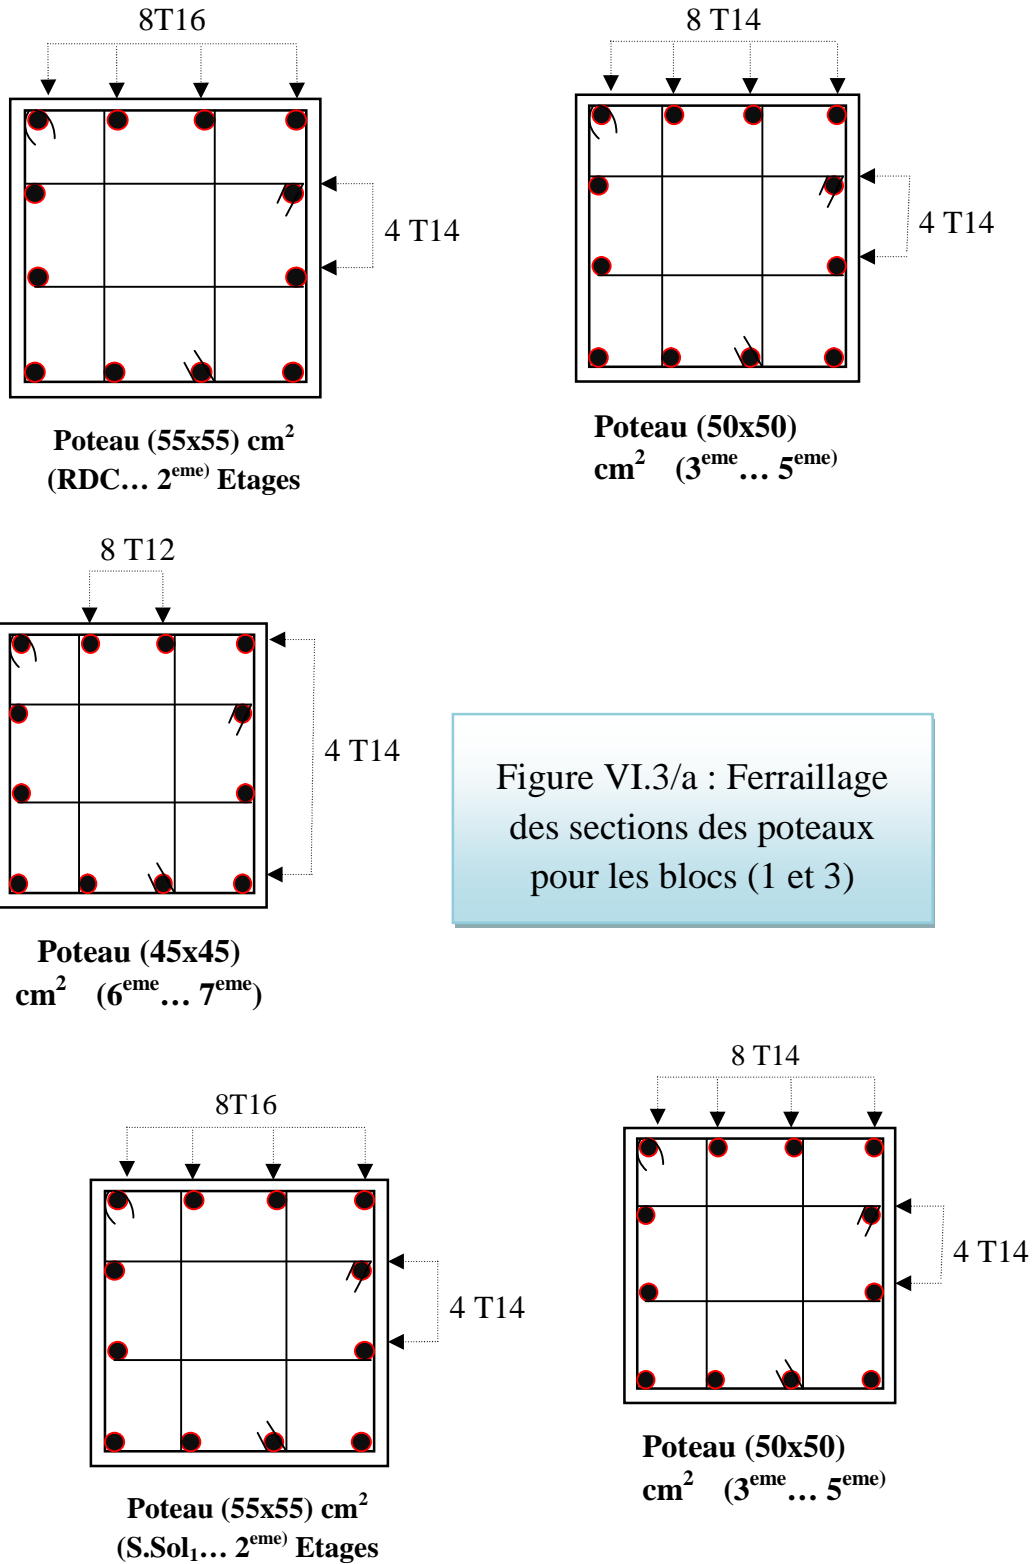 8T16
4 T14
Poteau (55x55) cm²
(RDC… 2ᵉᵐᵉ⁾ Etages
8 T14
4 T14
Poteau (50x50)
cm² (3ᵉᵐᵉ… 5ᵉᵐᵉ⁾
8 T12
4 T14
Poteau (45x45)
cm² (6ᵉᵐᵉ… 7ᵉᵐᵉ)
Figure VI.3/a : Ferraillage
des sections des poteaux
pour les blocs (1 et 3)
8T16
4 T14
Poteau (55x55) cm²
(S.Sol₁… 2ᵉᵐᵉ⁾ Etages
8 T14
4 T14
Poteau (50x50)
cm² (3ᵉᵐᵉ… 5ᵉᵐᵉ⁾